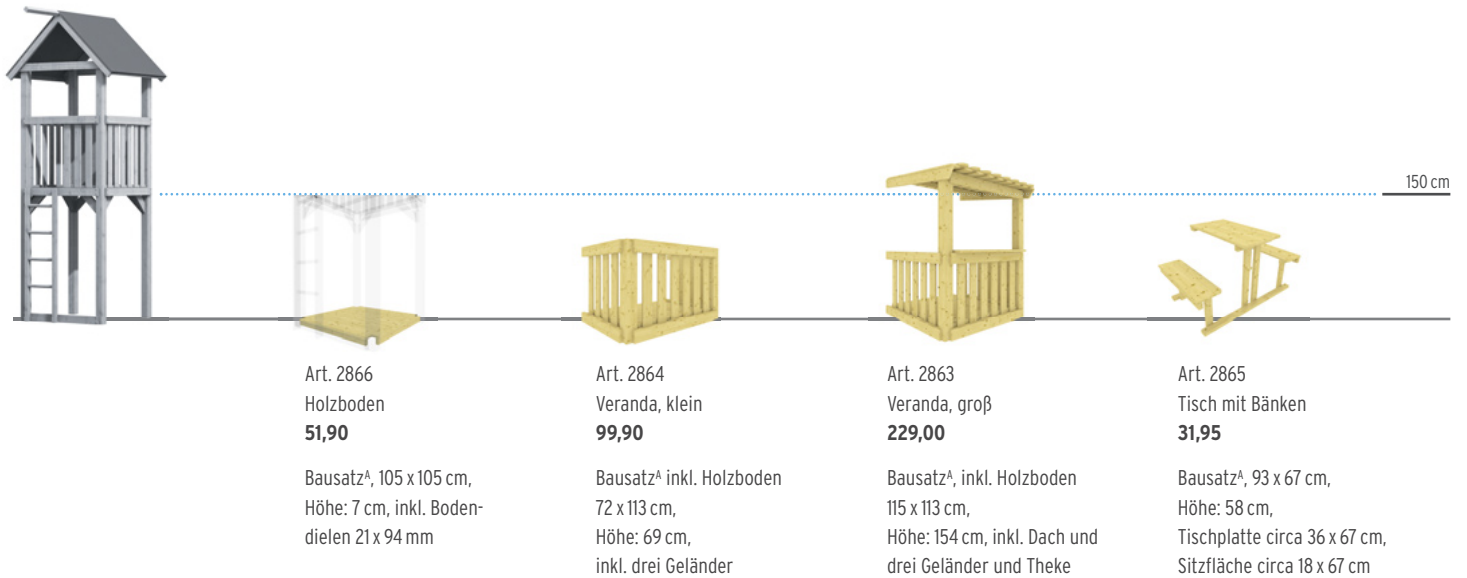 150 cm
Art. 2866
Holzboden
51,90
Bausatzᴬ, 105 x 105 cm,
Höhe: 7 cm, inkl. Boden-
dielen 21 x 94 mm
Art. 2864
Veranda, klein
99,90
Bausatzᴬ inkl. Holzboden
72 x 113 cm,
Höhe: 69 cm,
inkl. drei Geländer
Art. 2863
Veranda, groß
229,00
Bausatzᴬ, inkl. Holzboden
115 x 113 cm,
Höhe: 154 cm, inkl. Dach und
drei Geländer und Theke
Art. 2865
Tisch mit Bänken
31,95
Bausatzᴬ, 93 x 67 cm,
Höhe: 58 cm,
Tischplatte circa 36 x 67 cm,
Sitzfläche circa 18 x 67 cm